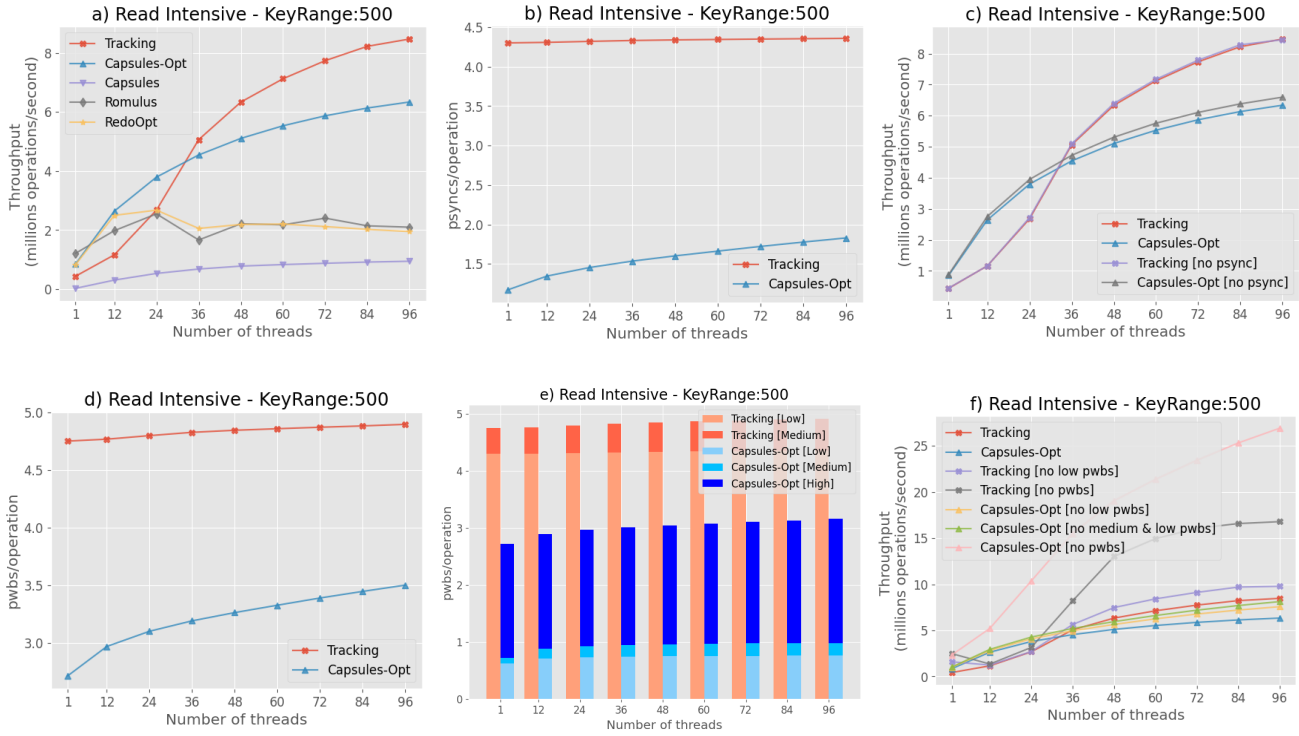 a) Read Intensive - KeyRange:500
Throughput
(millions operations/second)
8
6
4
2
0
Tracking
Capsules-Opt
Capsules
Romulus
RedoOpt
1 12 24 36 48 60 72 84 96
Number of threads
b) Read Intensive - KeyRange:500
psyncs/operation
4.5
4.0
3.5
3.0
2.5
2.0
1.5
Tracking
Capsules-Opt
1 12 24 36 48 60 72 84 96
Number of threads
c) Read Intensive - KeyRange:500
Throughput
(millions operations/second)
8
7
6
5
4
3
2
1
Tracking
Capsules-Opt
Tracking [no psync]
Capsules-Opt [no psync]
1 12 24 36 48 60 72 84 96
Number of threads
d) Read Intensive - KeyRange:500
pwbs/operation
5.0
4.5
4.0
3.5
3.0
Tracking
Capsules-Opt
1 12 24 36 48 60 72 84 96
Number of threads
e) Read Intensive - KeyRange:500
pwbs/operation
5
4
3
2
1
0
Tracking [Low]
Tracking [Medium]
Capsules-Opt [Low]
Capsules-Opt [Medium]
Capsules-Opt [High]
1 12 24 36 48 60 72 84 96
Number of threads
f) Read Intensive - KeyRange:500
Throughput
(millions operations/second)
25
20
15
10
5
0
Tracking
Capsules-Opt
Tracking [no low pwbs]
Tracking [no pwbs]
Capsules-Opt [no low pwbs]
Capsules-Opt [no medium & low pwbs]
Capsules-Opt [no pwbs]
1 12 24 36 48 60 72 84 96
Number of threads